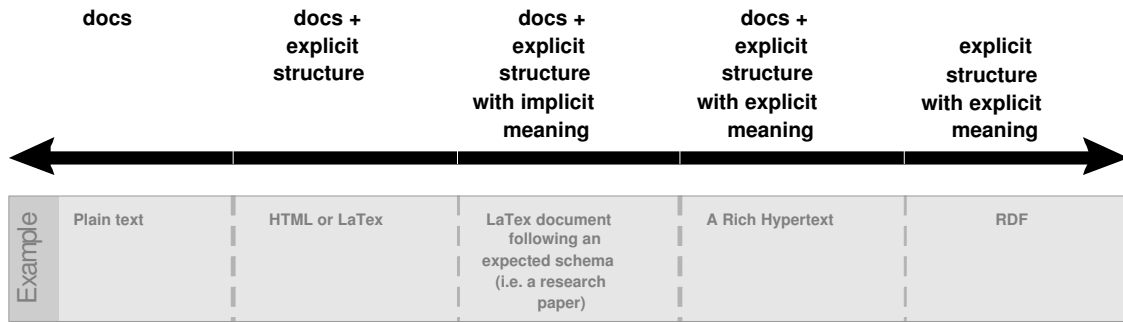 docs
docs +
explicit
structure
docs +
explicit
structure
with implicit
meaning
docs +
explicit
structure
with explicit
meaning
explicit
structure
with explicit
meaning
Example
Plain text
HTML or LaTex
LaTex document
following an
expected schema
(i.e. a research
paper)
A Rich Hypertext
RDF